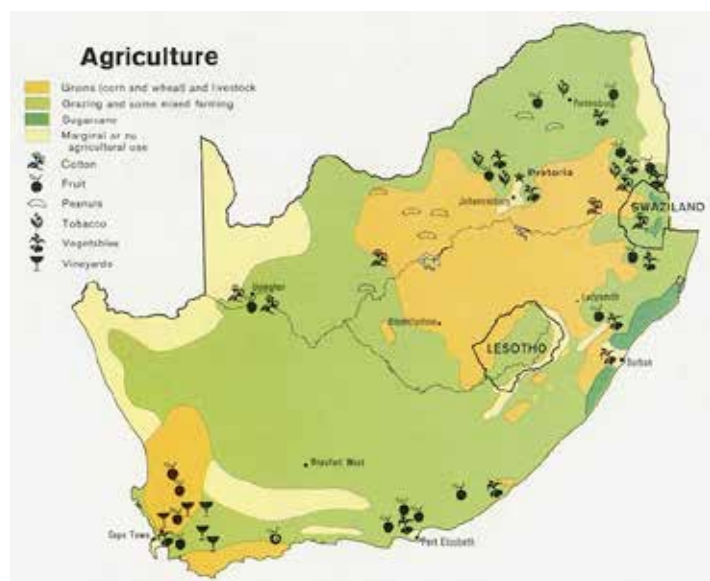 Agriculture
Grains (corn and wheat) and livestock
Grazing and some mixed farming
Sugarcane
Marginal or no
agricultural use
Cotton
Fruit
Peanuts
Tobacco
Vegetables
Vineyards
Pietersburg
Pretoria
Johannesburg
SWAZILAND
Upington
Ladysmith
Bloemfontein
LESOTHO
Durban
Beaufort West
Cape Town
Port Elizabeth